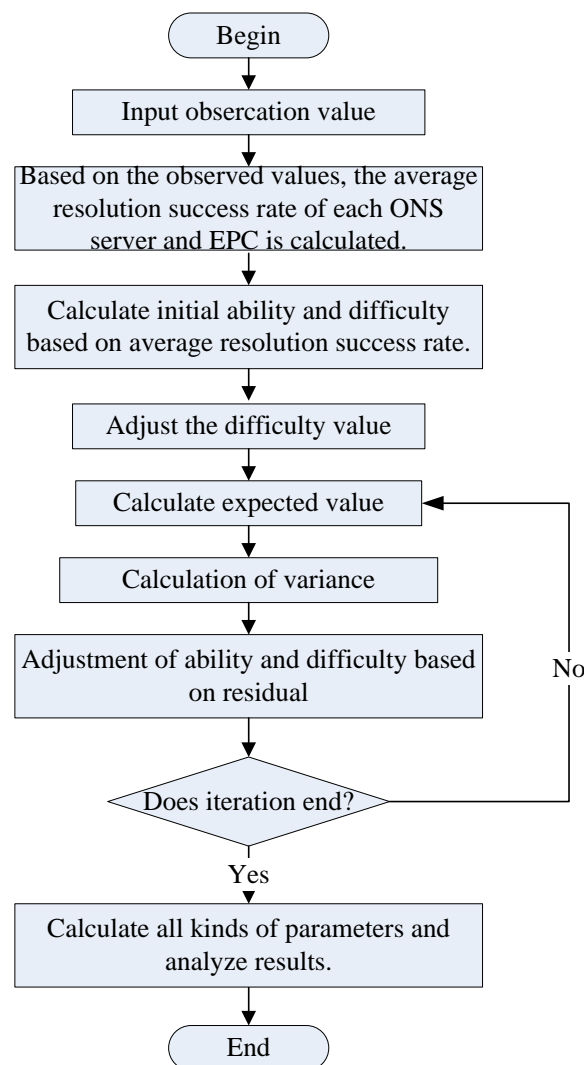 Begin
Input obsercation value
Based on the observed values, the average
resolution success rate of each ONS
server and EPC is calculated.
Calculate initial ability and difficulty
based on average resolution success rate.
Adjust the difficulty value
Calculate expected value
Calculation of variance
Adjustment of ability and difficulty based
on residual
No
Does iteration end?
Yes
Calculate all kinds of parameters and
analyze results.
End